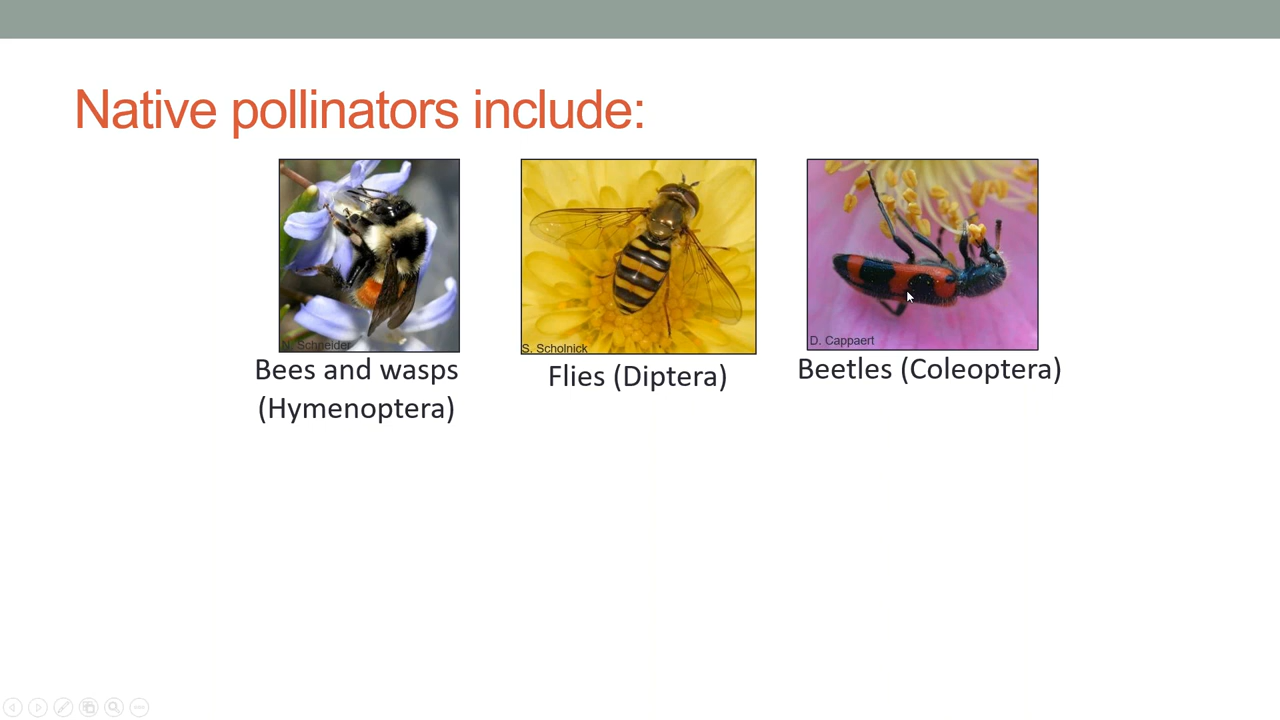 Native pollinators include:
N. Schneider
S. Scholnick
D. Cappaert
Bees and wasps
(Hymenoptera)
Flies (Diptera)
Beetles (Coleoptera)